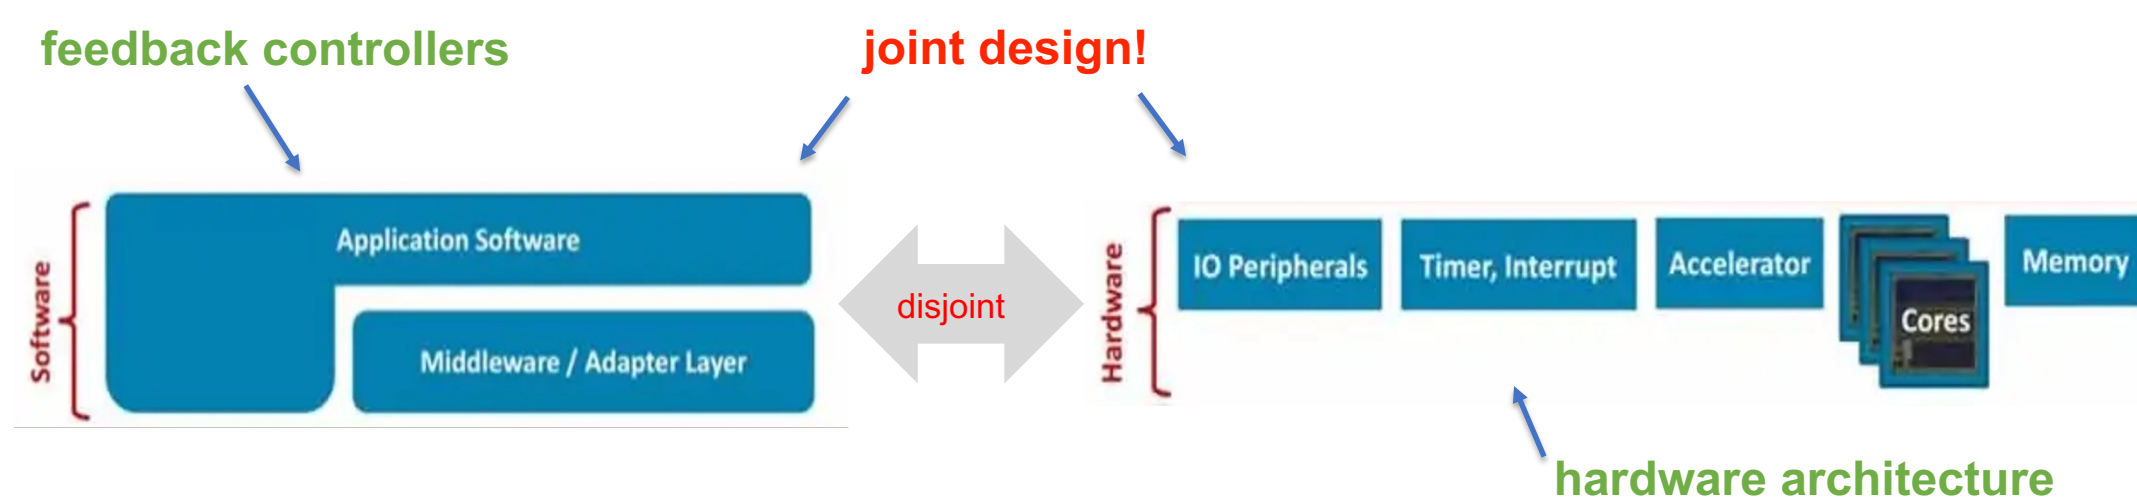 feedback controllers
joint design!
Software
Application Software
Middleware / Adapter Layer
disjoint
Hardware
IO Peripherals
Timer, Interrupt
Accelerator
Cores
Memory
hardware architecture